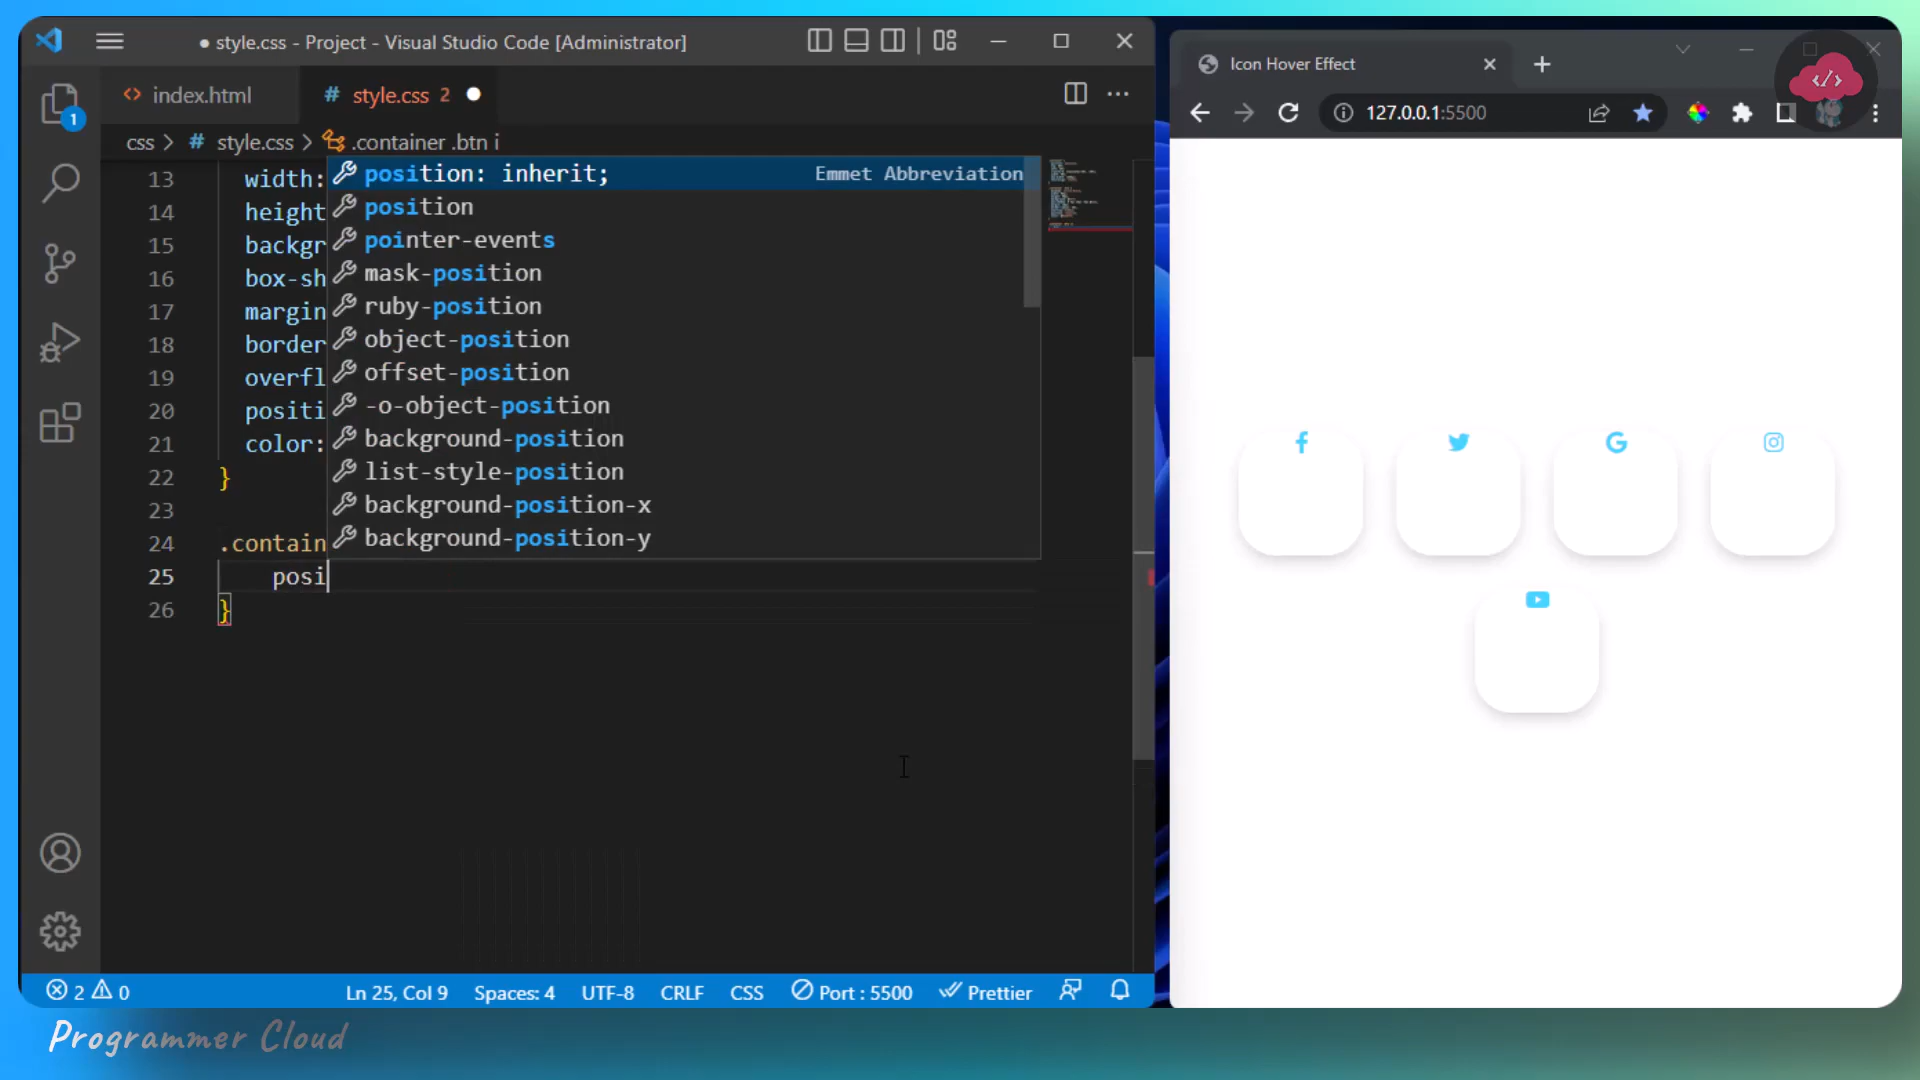 ● style.css - Project - Visual Studio Code [Administrator]
index.html
# style.css 2
css > # style.css > .container .btn i
13 width:
14 height
15 backgr
16 box-sh
17 margin
18 border
19 overfl
20 positi
21 color:
22 }
23
24 .contain
25 posi
26 }
position: inherit; Emmet Abbreviation
position
pointer-events
mask-position
ruby-position
object-position
offset-position
-o-object-position
background-position
list-style-position
background-position-x
background-position-y
1
2 0 Ln 25, Col 9 Spaces: 4 UTF-8 CRLF CSS Port : 5500 Prettier
Icon Hover Effect
127.0.0.1:5500
</>
Programmer Cloud